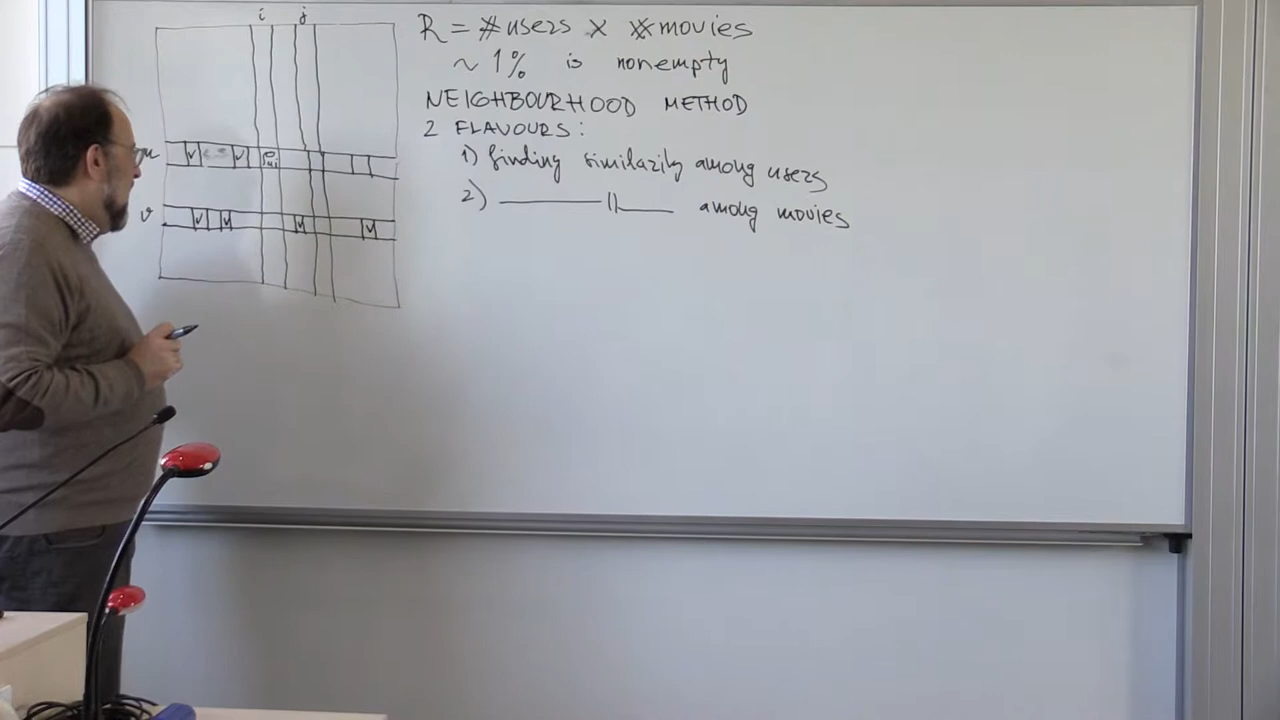 i j
R = #users × #movies
~ 1% is nonempty
NEIGHBOURHOOD METHOD
2 FLAVOURS:
u
1) finding similarity among users
v
2) ————||—— among movies